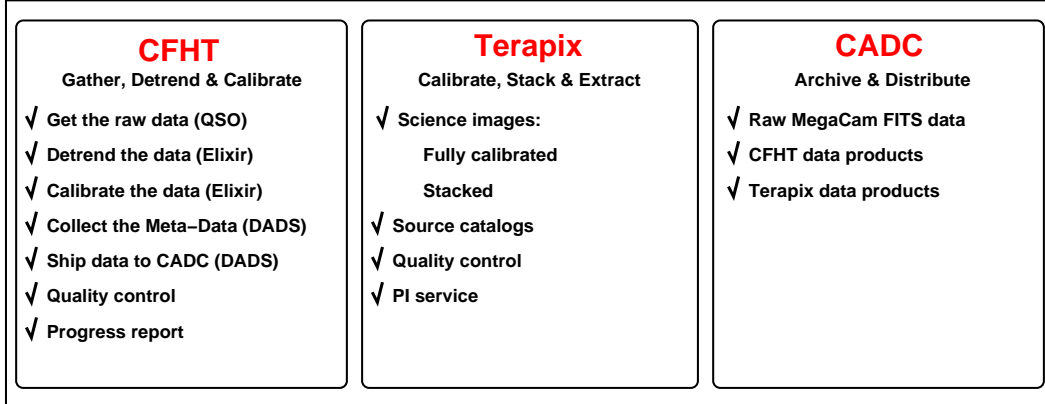 CFHT
Gather, Detrend & Calibrate
√ Get the raw data (QSO)
√ Detrend the data (Elixir)
√ Calibrate the data (Elixir)
√ Collect the Meta−Data (DADS)
√ Ship data to CADC (DADS)
√ Quality control
√ Progress report
Terapix
Calibrate, Stack & Extract
√ Science images:
Fully calibrated
Stacked
√ Source catalogs
√ Quality control
√ PI service
CADC
Archive & Distribute
√ Raw MegaCam FITS data
√ CFHT data products
√ Terapix data products